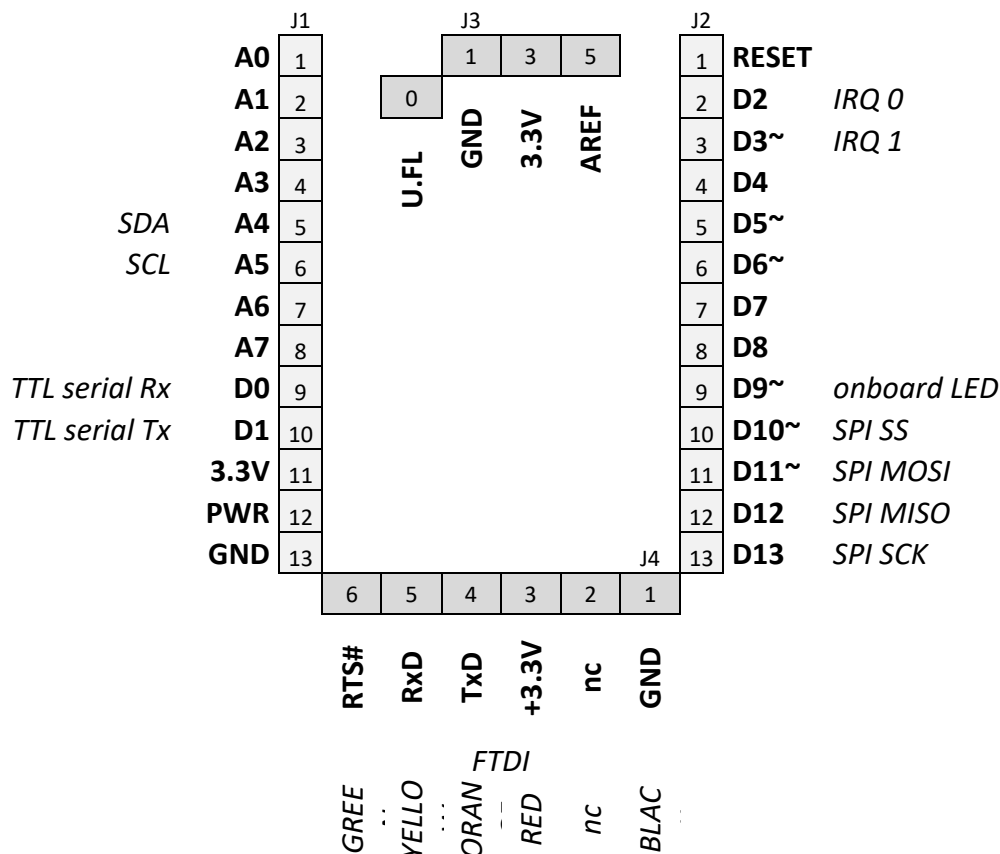 J1 J3 J2
A0 1 1 3 5 1 RESET
A1 2 0 2 D2 IRQ 0
A2 3 3 D3~ IRQ 1
U.FL GND 3.3V AREF
A3 4 4 D4
SDA A4 5 5 D5~
SCL A5 6 6 D6~
A6 7 7 D7
A7 8 8 D8
TTL serial Rx D0 9 9 D9~ onboard LED
TTL serial Tx D1 10 10 D10~ SPI SS
3.3V 11 11 D11~ SPI MOSI
PWR 12 12 D12 SPI MISO
GND 13 J4 13 D13 SPI SCK
6 5 4 3 2 1
RTS# RxD TxD +3.3V nc GND
FTDI
GREE YELLO ORAN RED nc BLAC